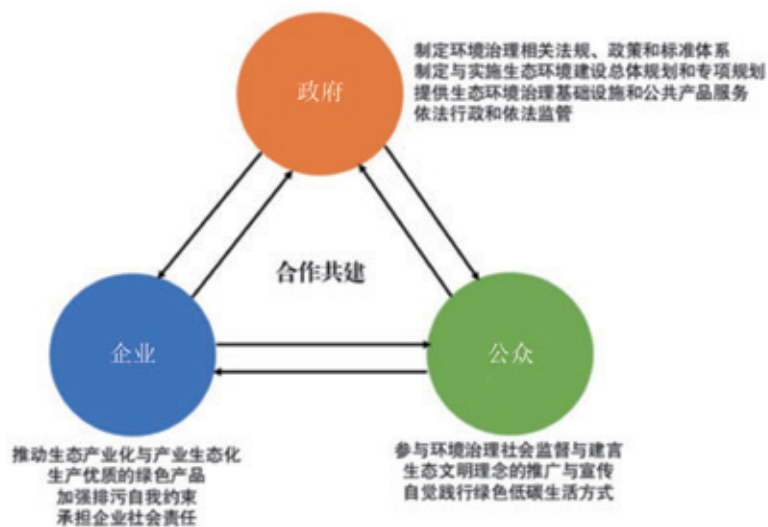 政府
制定环境治理相关法规、政策和标准体系
制定与实施生态环境建设总体规划和专项规划
提供生态环境治理基础设施和公共产品服务
依法行政和依法监管
合作共建
企业
公众
推动生态产业化与产业生态化
生产优质的绿色产品
加强排污自我约束
承担企业社会责任
参与环境治理社会监督与建言
生态文明理念的推广与宣传
自觉践行绿色低碳生活方式